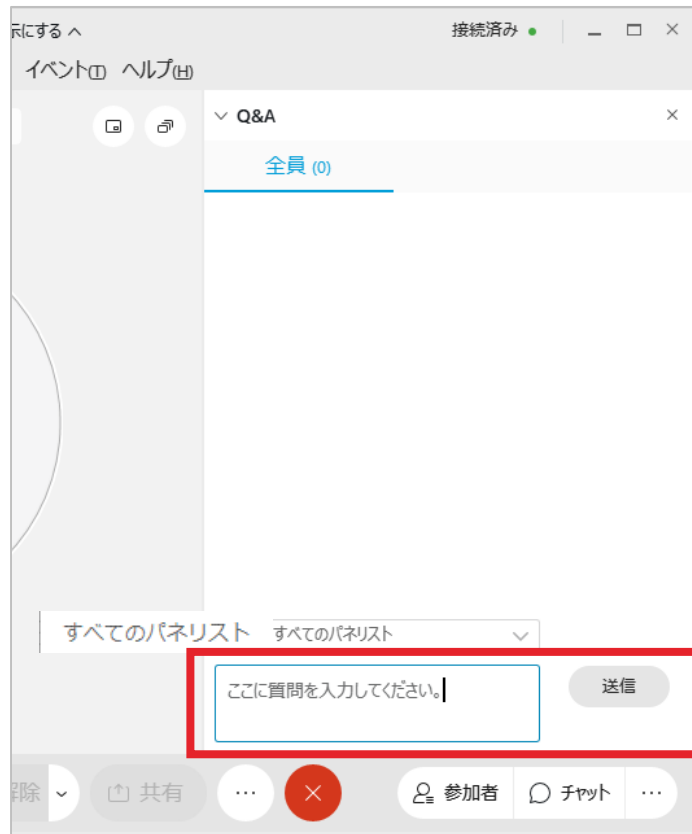 示にする 接続済み
イベント(T) ヘルプ(H)
Q&A
全員 (0)
すべてのパネリスト すべてのパネリスト
ここに質問を入力してください。 送信
解除 共有 ... 参加者 チャット ...